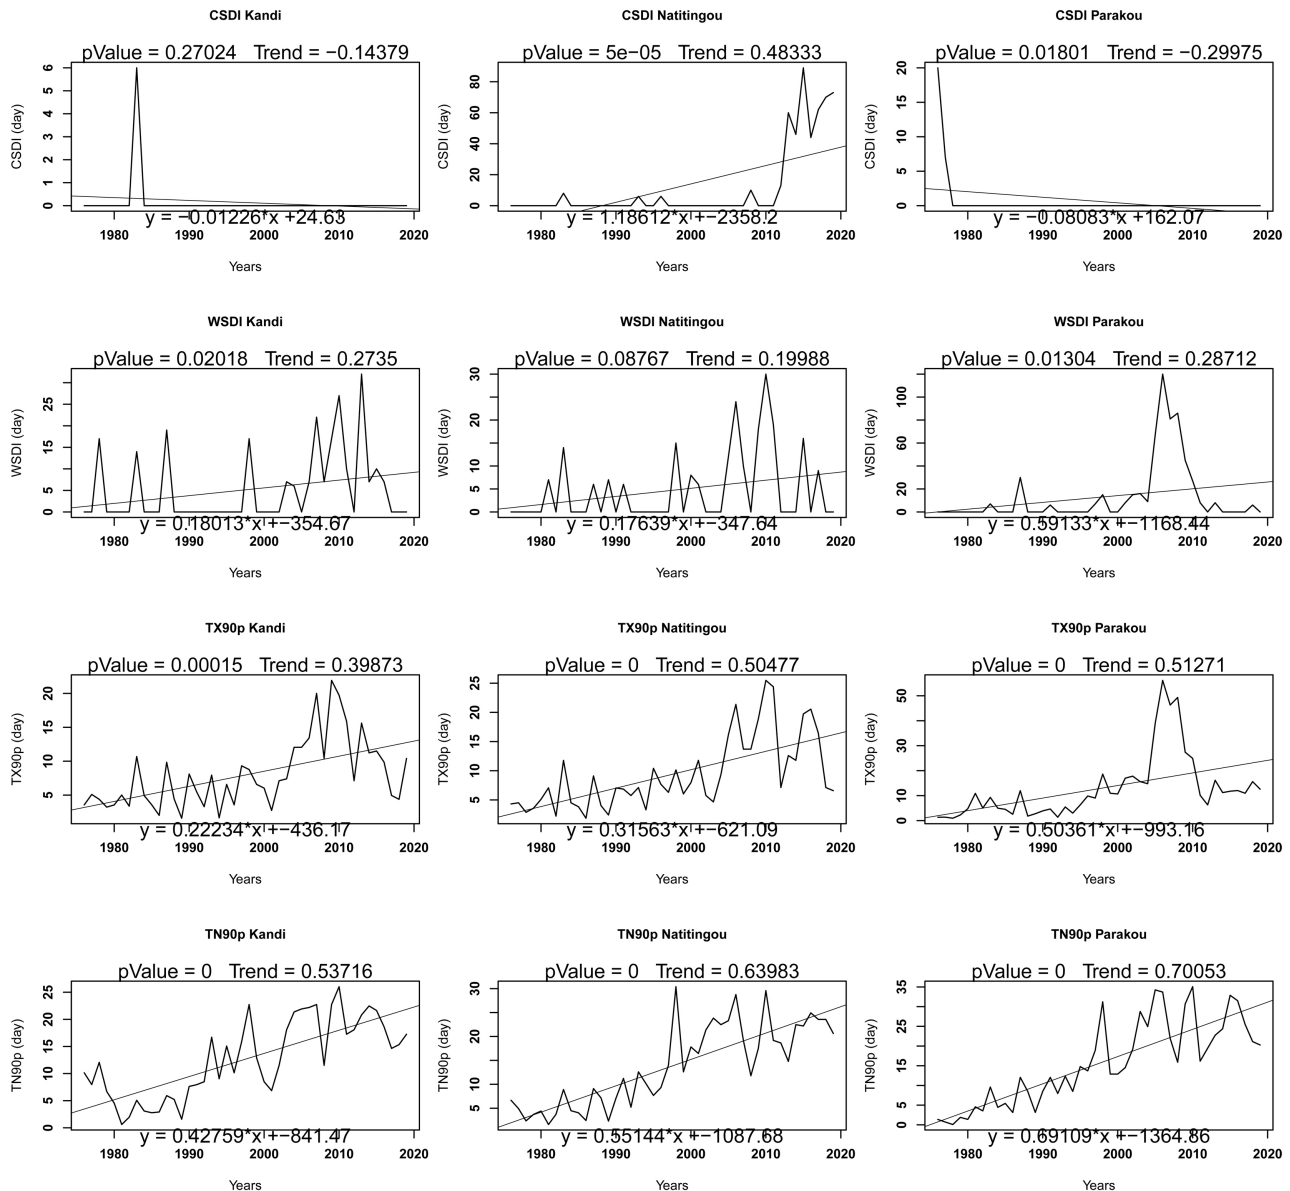 CSDI Kandi
pValue = 0.27024 Trend = −0.14379
CSDI (day)
0 1 2 3 4 5 6
y = −0.01226*x +24.63
1980 1990 2000 2010 2020
Years
CSDI Natitingou
pValue = 5e−05 Trend = 0.48333
CSDI (day)
0 20 40 60 80
y = 1.18612*x +−2358.2
1980 1990 2000 2010 2020
Years
CSDI Parakou
pValue = 0.01801 Trend = −0.29975
CSDI (day)
0 5 10 15 20
y = −0.08083*x +162.07
1980 1990 2000 2010 2020
Years
WSDI Kandi
pValue = 0.02018 Trend = 0.2735
WSDI (day)
0 5 15 25
y = 0.18013*x +−354.67
1980 1990 2000 2010 2020
Years
WSDI Natitingou
pValue = 0.08767 Trend = 0.19988
WSDI (day)
0 5 10 20 30
y = 0.17639*x +−347.64
1980 1990 2000 2010 2020
Years
WSDI Parakou
pValue = 0.01304 Trend = 0.28712
WSDI (day)
0 20 60 100
y = 0.59133*x +−1168.44
1980 1990 2000 2010 2020
Years
TX90p Kandi
pValue = 0.00015 Trend = 0.39873
TX90p (day)
5 10 15 20
y = 0.22234*x +−436.17
1980 1990 2000 2010 2020
Years
TX90p Natitingou
pValue = 0 Trend = 0.50477
TX90p (day)
5 10 15 20 25
y = 0.31563*x +−621.09
1980 1990 2000 2010 2020
Years
TX90p Parakou
pValue = 0 Trend = 0.51271
TX90p (day)
0 10 30 50
y = 0.50361*x +−993.16
1980 1990 2000 2010 2020
Years
TN90p Kandi
pValue = 0 Trend = 0.53716
TN90p (day)
0 5 10 15 20 25
y = 0.42759*x +−841.47
1980 1990 2000 2010 2020
Years
TN90p Natitingou
pValue = 0 Trend = 0.63983
TN90p (day)
5 10 20 30
y = 0.55144*x +−1087.68
1980 1990 2000 2010 2020
Years
TN90p Parakou
pValue = 0 Trend = 0.70053
TN90p (day)
0 5 15 25 35
y = 0.69109*x +−1364.86
1980 1990 2000 2010 2020
Years